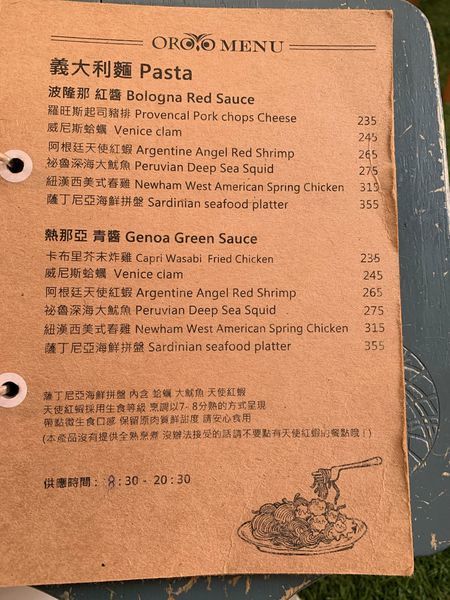 OROYO MENU
義大利麵 Pasta
波隆那 紅醬 Bologna Red Sauce
羅旺斯起司豬排 Provencal Pork chops Cheese 235
威尼斯蛤蠣 Venice clam 245
阿根廷天使紅蝦 Argentine Angel Red Shrimp 265
祕魯深海大魷魚 Peruvian Deep Sea Squid 275
紐漢西美式春雞 Newham West American Spring Chicken 315
薩丁尼亞海鮮拼盤 Sardinian seafood platter 355
熱那亞 青醬 Genoa Green Sauce
卡布里芥末炸雞 Capri Wasabi Fried Chicken 235
威尼斯蛤蠣 Venice clam 245
阿根廷天使紅蝦 Argentine Angel Red Shrimp 265
祕魯深海大魷魚 Peruvian Deep Sea Squid 275
紐漢西美式春雞 Newham West American Spring Chicken 315
薩丁尼亞海鮮拼盤 Sardinian seafood platter 355
薩丁尼亞海鮮拼盤 內含 蛤蠣 大魷魚 天使紅蝦
天使紅蝦採用生食等級 烹調以7-8分熟的方式呈現
帶點微生食口感 保留原肉質鮮甜度 請安心食用
(本產品沒有提供全熟烹煮 沒辦法接受的話請不要點有天使紅蝦的餐點哦!)
供應時間: 8:30 - 20:30